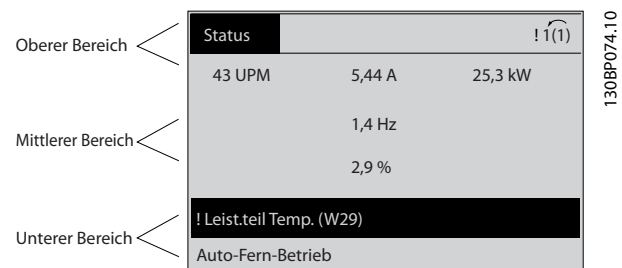 Oberer Bereich
Status
! 1(1)
43 UPM 5,44 A 25,3 kW
Mittlerer Bereich
1,4 Hz
2,9 %
! Leist.teil Temp. (W29)
Unterer Bereich
Auto-Fern-Betrieb
130BP074.10